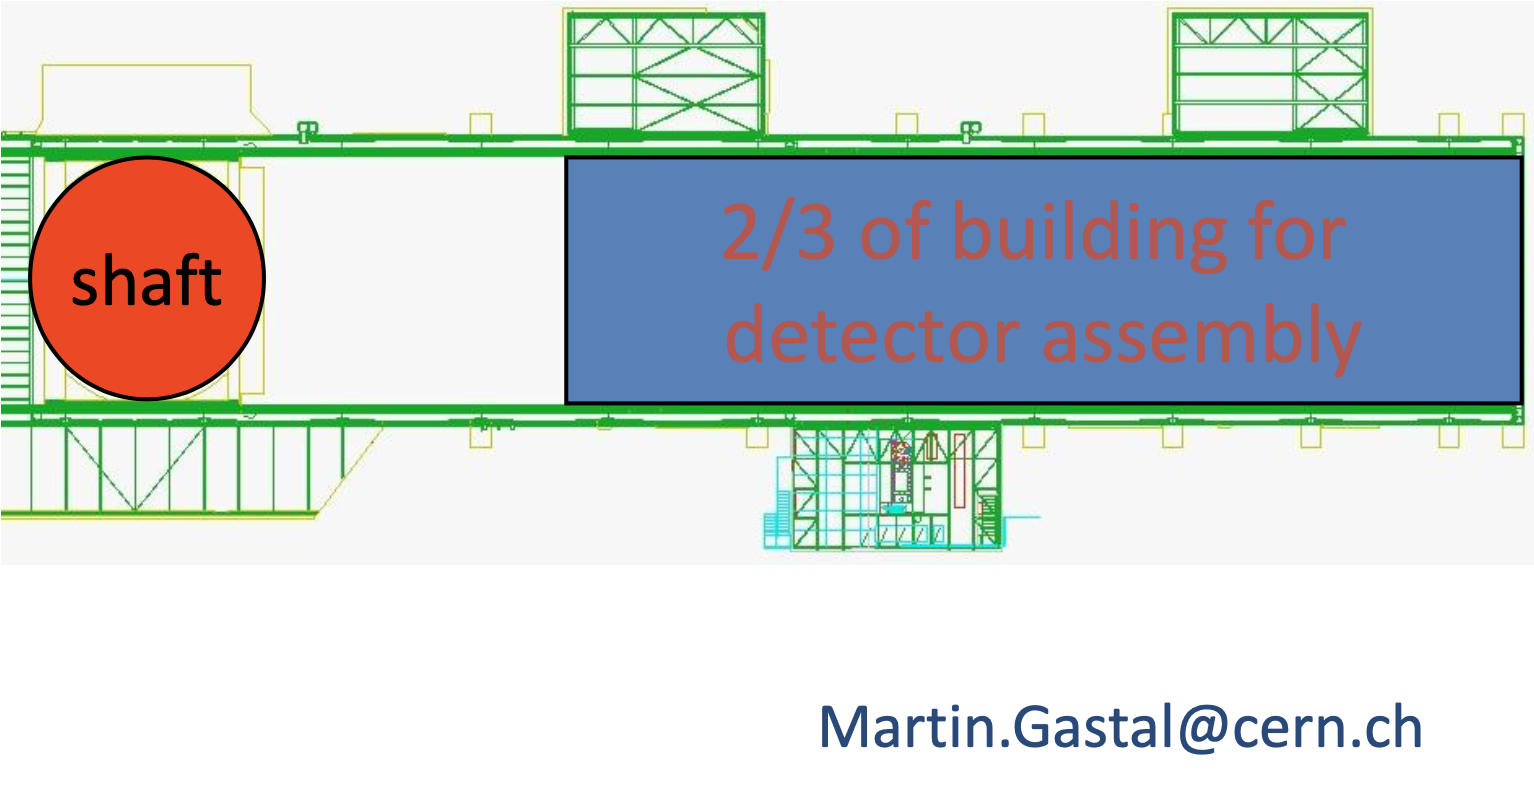 shaft
2/3 of building for
detector assembly
Martin.Gastal@cern.ch